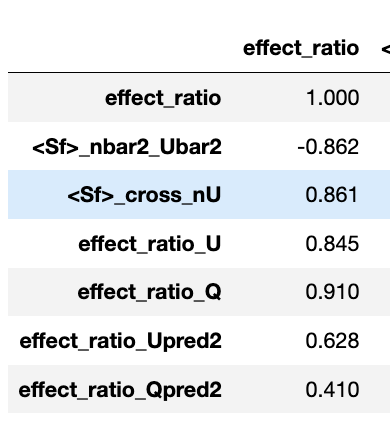 effect_ratio <
effect_ratio 1.000
<Sf>_nbar2_Ubar2 -0.862
<Sf>_cross_nU 0.861
effect_ratio_U 0.845
effect_ratio_Q 0.910
effect_ratio_Upred2 0.628
effect_ratio_Qpred2 0.410